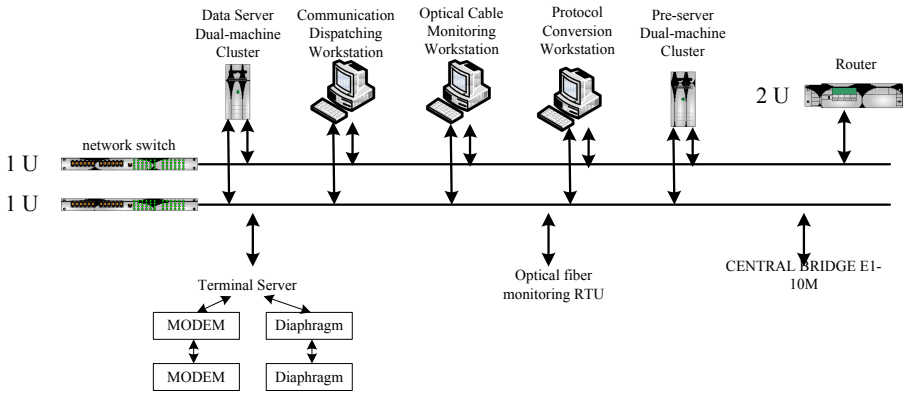 Data Server
Dual-machine
Cluster
Communication
Dispatching
Workstation
Optical Cable
Monitoring
Workstation
Protocol
Conversion
Workstation
Pre-server
Dual-machine
Cluster
Router
2 U
network switch
1 U
1 U
Terminal Server
MODEM
Diaphragm
MODEM
Diaphragm
Optical fiber
monitoring RTU
CENTRAL BRIDGE E1-
10M